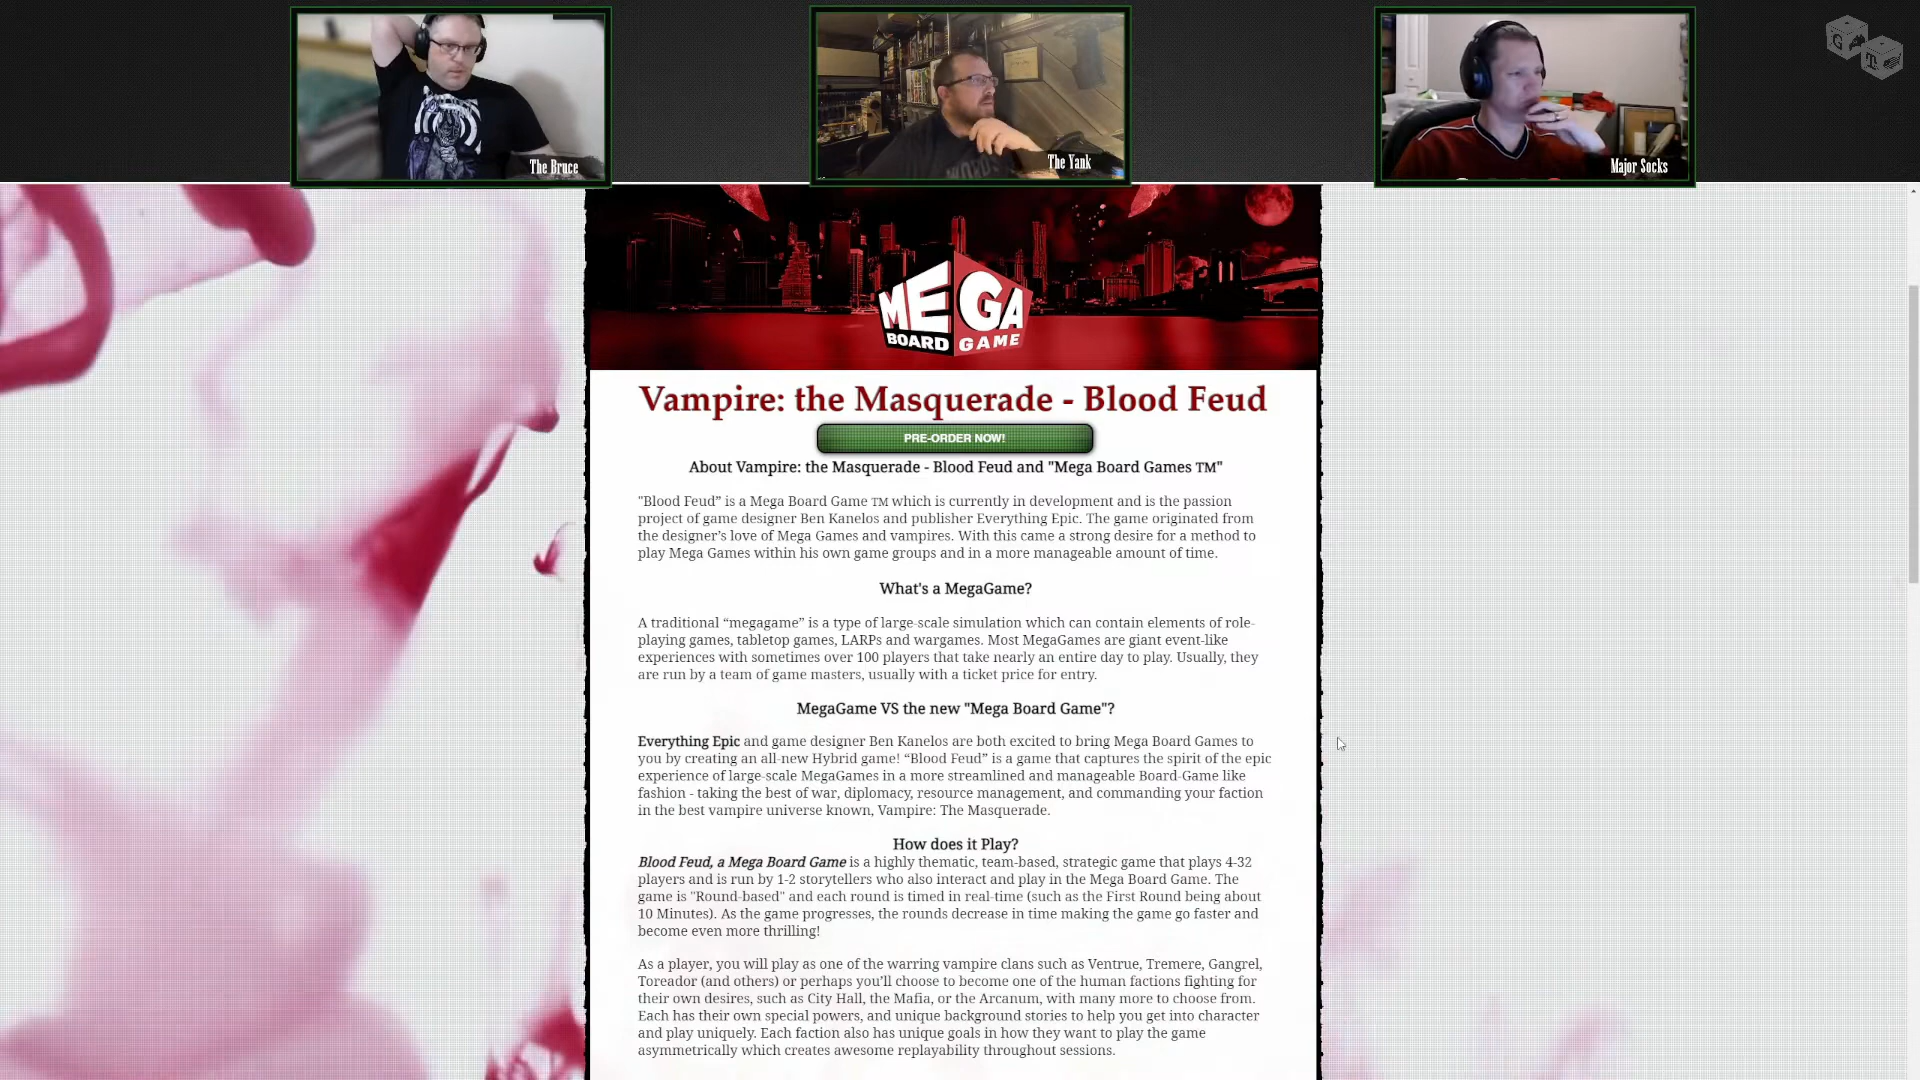 The Bruce
The Yank
Major Socks
G
T
MEGA
BOARD GAME
Vampire: the Masquerade - Blood Feud
PRE-ORDER NOW!
About Vampire: the Masquerade - Blood Feud and "Mega Board Games TM"
"Blood Feud” is a Mega Board Game TM which is currently in development and is the passion
project of game designer Ben Kanelos and publisher Everything Epic. The game originated from
the designer’s love of Mega Games and vampires. With this came a strong desire for a method to
play Mega Games within his own game groups and in a more manageable amount of time.
What's a MegaGame?
A traditional “megagame” is a type of large-scale simulation which can contain elements of role-
playing games, tabletop games, LARPs and wargames. Most MegaGames are giant event-like
experiences with sometimes over 100 players that take nearly an entire day to play. Usually, they
are run by a team of game masters, usually with a ticket price for entry.
MegaGame VS the new "Mega Board Game"?
Everything Epic and game designer Ben Kanelos are both excited to bring Mega Board Games to
you by creating an all-new Hybrid game! “Blood Feud” is a game that captures the spirit of the epic
experience of large-scale MegaGames in a more streamlined and manageable Board-Game like
fashion - taking the best of war, diplomacy, resource management, and commanding your faction
in the best vampire universe known, Vampire: The Masquerade.
How does it Play?
Blood Feud, a Mega Board Game is a highly thematic, team-based, strategic game that plays 4-32
players and is run by 1-2 storytellers who also interact and play in the Mega Board Game. The
game is "Round-based" and each round is timed in real-time (such as the First Round being about
10 Minutes). As the game progresses, the rounds decrease in time making the game go faster and
become even more thrilling!
As a player, you will play as one of the warring vampire clans such as Ventrue, Tremere, Gangrel,
Toreador (and others) or perhaps you’ll choose to become one of the human factions fighting for
their own desires, such as City Hall, the Mafia, or the Arcanum, with many more to choose from.
Each has their own special powers, and unique background stories to help you get into character
and play uniquely. Each faction also has unique goals in how they want to play the game
asymmetrically which creates awesome replayability throughout sessions.